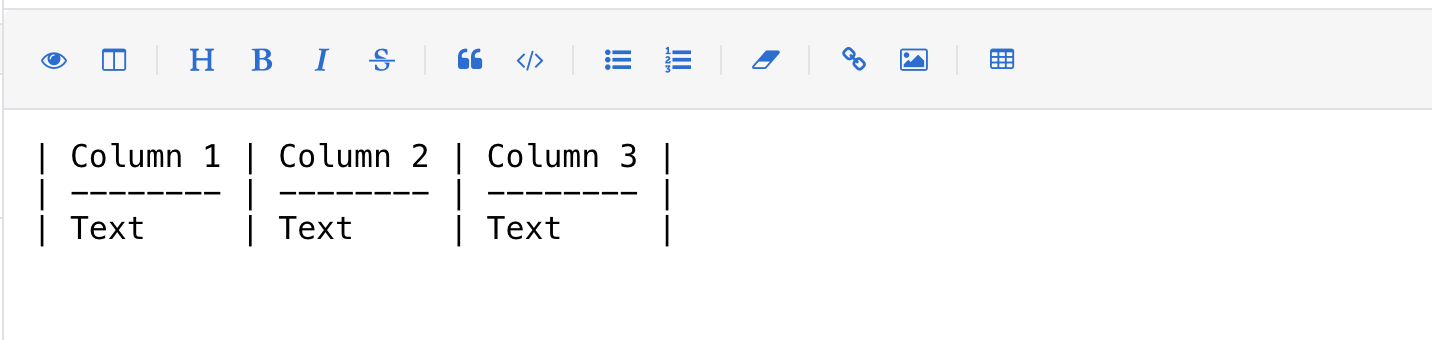 H B I S
| Column 1 | Column 2 | Column 3 |
| -------- | -------- | -------- |
| Text     | Text     | Text     |